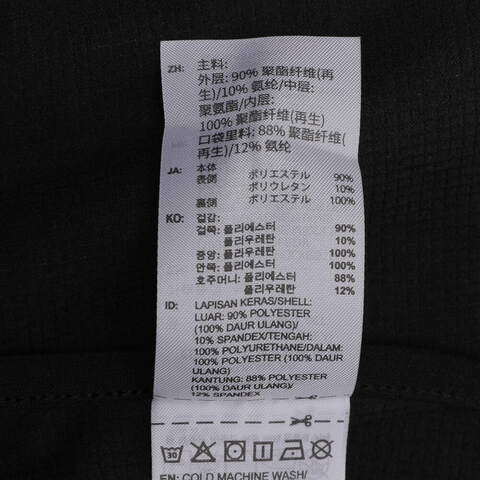 ZH: 主料:
外层: 90% 聚酯纤维(再
生)/10% 氨纶/中层:
聚氨酯/内层:
100% 聚酯纤维(再生)
口袋里料: 88% 聚酯纤维(
再生)/12% 氨纶
JA: 本体
表側 ポリエステル 90%
ポリウレタン 10%
裏側 ポリエステル 100%
KO: 겉감:
겉쪽: 폴리에스터 90%
폴리우레탄 10%
중앙: 폴리우레탄 100%
안쪽: 폴리에스터 100%
호주머니: 폴리에스터 88%
폴리우레탄 12%
ID: LAPISAN KERAS/SHELL:
LUAR: 90% POLYESTER
(100% DAUR ULANG)/
10% SPANDEX/TENGAH:
100% POLYURETHANE/DALAM:
100% POLYESTER (100% DAUR
ULANG)
KANTUNG: 88% POLYESTER
(100% DAUR ULANG)/
12% SPANDEX
30
EN: COLD MACHINE WASH/